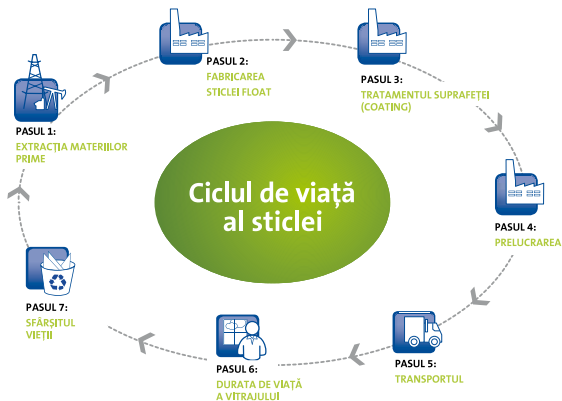 PASUL 1:
EXTRACȚIA MATERIILOR
PRIME
PASUL 2:
FABRICAREA
STICLEI FLOAT
PASUL 3:
TRATAMENTUL SUPRAFEȚEI
(COATING)
PASUL 4:
PRELUCRAREA
PASUL 5:
TRANSPORTUL
PASUL 6:
DURATA DE VIAȚĂ
A VITRAJULUI
PASUL 7:
SFÂRȘITUL
VIEȚII
Ciclul de viață
al sticlei